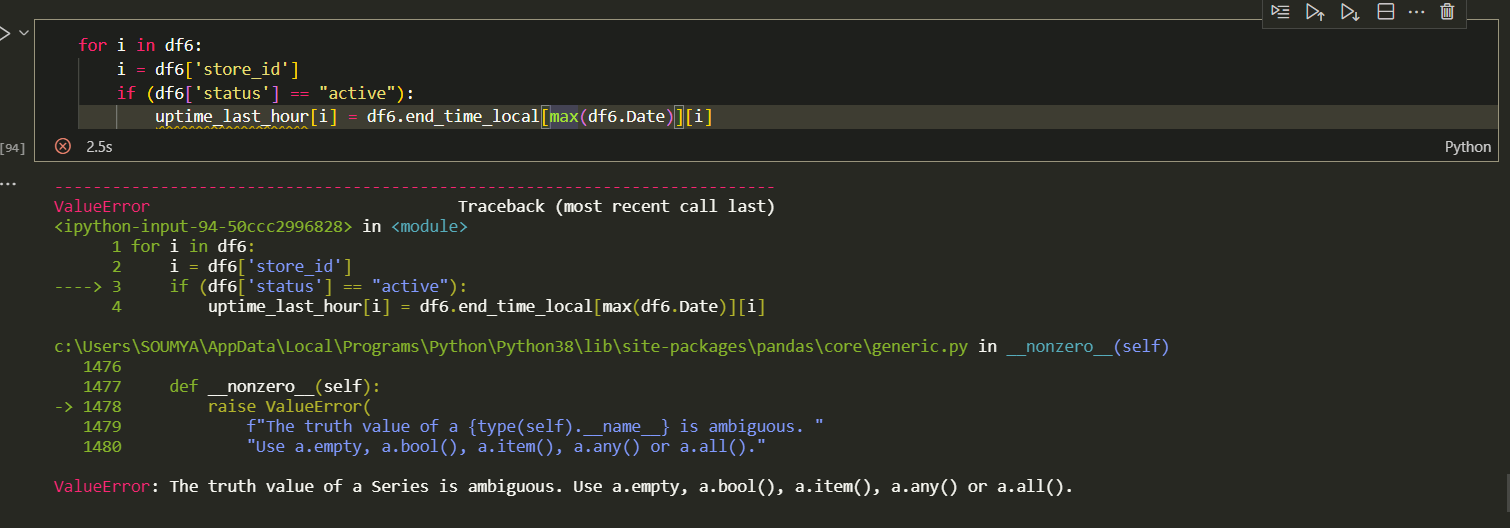 for i in df6:
    i = df6['store_id']
    if (df6['status'] == "active"):
        uptime_last_hour[i] = df6.end_time_local[max(df6.Date)][i]
[94] 2.5s Python
---------------------------------------------------------------------------
ValueError                                Traceback (most recent call last)
<ipython-input-94-50ccc2996828> in <module>
      1 for i in df6:
      2     i = df6['store_id']
----> 3     if (df6['status'] == "active"):
      4         uptime_last_hour[i] = df6.end_time_local[max(df6.Date)][i]
c:\Users\SOUMYA\AppData\Local\Programs\Python\Python38\lib\site-packages\pandas\core\generic.py in __nonzero__(self)
   1476
   1477     def __nonzero__(self):
-> 1478         raise ValueError(
   1479             f"The truth value of a {type(self).__name__} is ambiguous. "
   1480             "Use a.empty, a.bool(), a.item(), a.any() or a.all()."
ValueError: The truth value of a Series is ambiguous. Use a.empty, a.bool(), a.item(), a.any() or a.all().